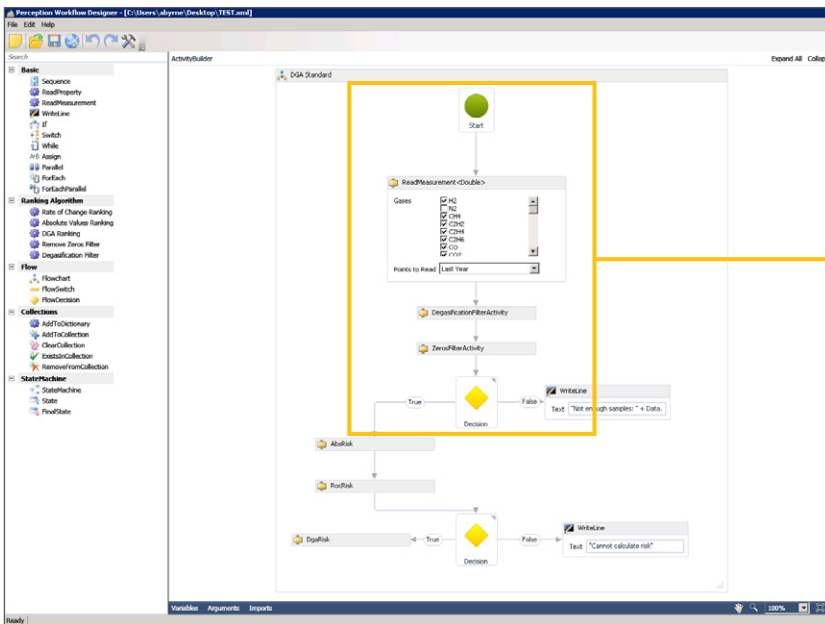 Perception Workflow Designer - [C:\Users\abyrne\Desktop\TEST.xml]
File Edit Help
Search
Basic
Sequence
ReadProperty
ReadMeasurement
WriteLine
If
Switch
While
A+B Assign
Parallel
ForEach
ForEachParallel
Ranking Algorithm
Rate of Change Ranking
Absolute Values Ranking
DGA Ranking
Remove Zeros Filter
Degasification Filter
Flow
Flowchart
FlowSwitch
FlowDecision
Collections
AddToDictionary
AddToCollection
ClearCollection
ExistsInCollection
RemoveFromCollection
StateMachine
StateMachine
State
FinalState
ActivityBuilder
Expand All Collap
DGA Standard
Start
ReadMeasurement<Double>
Gases
H2
N2
CH4
C2H2
C2H4
C2H6
CO
CO2
Points to Read Last Year
DegasificationFilterActivity
ZerosFilterActivity
True
Decision
False
WriteLine
Text "Not enough samples: " + Data.
AbsRisk
RocRisk
DgaRisk
True
Decision
False
WriteLine
Text "Cannot calculate risk"
Variables Arguments Imports
100%
Ready